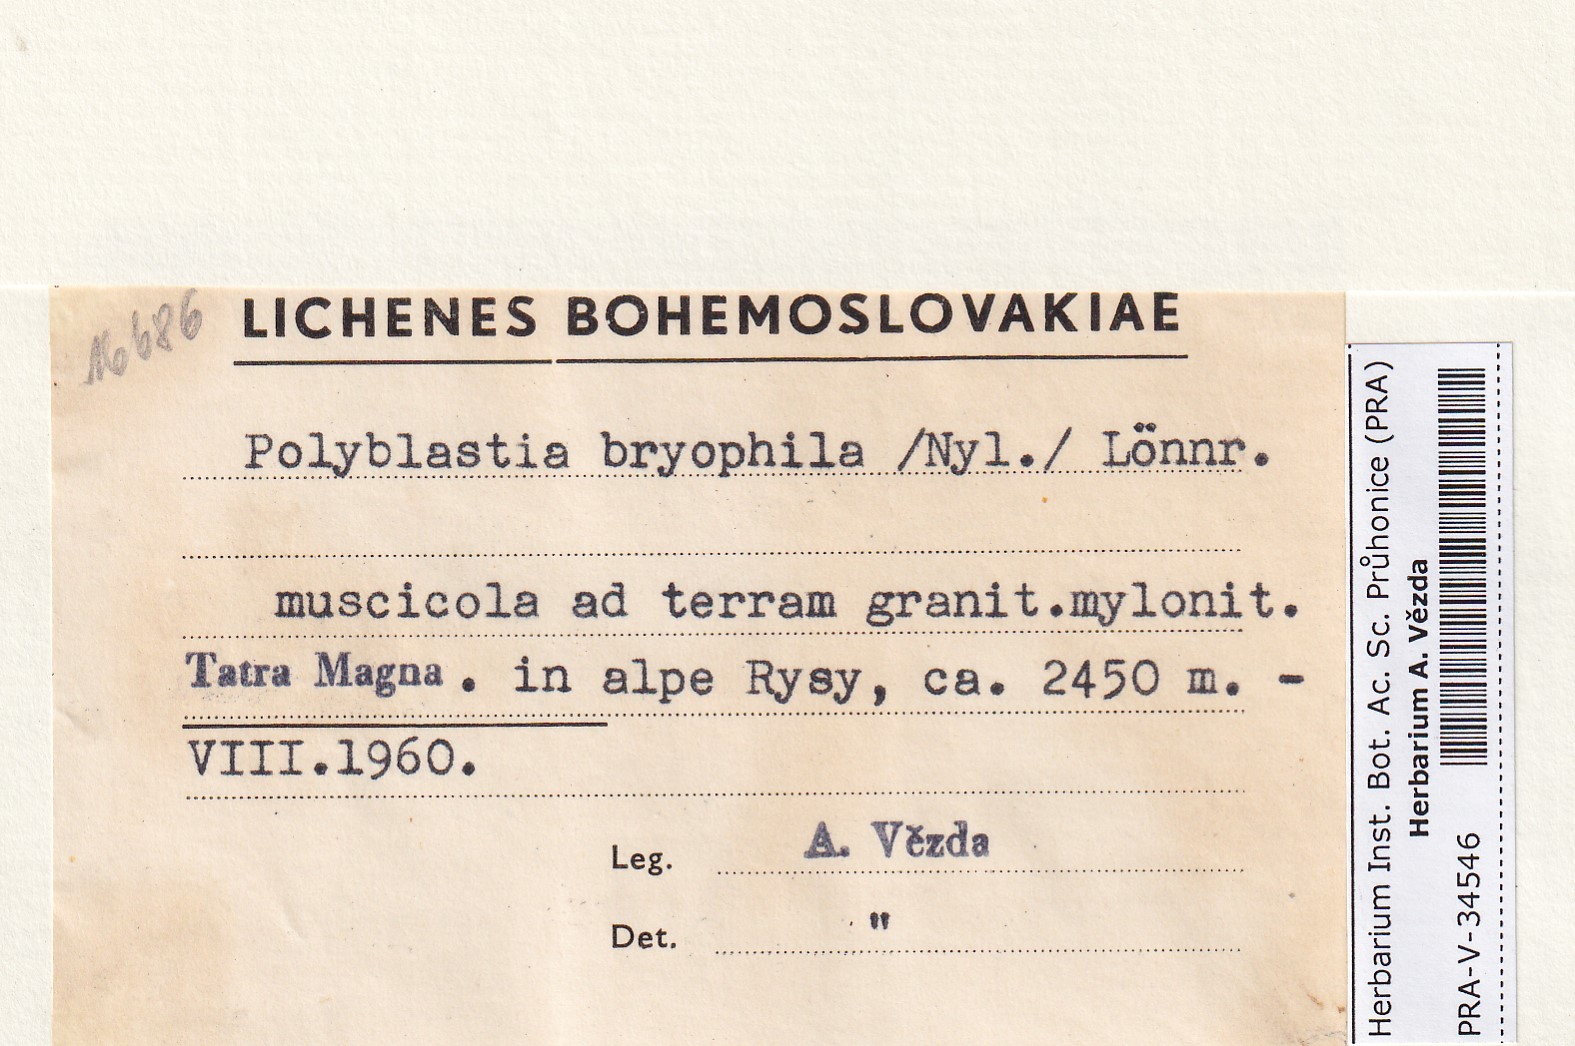 16686
LICHENES BOHEMOSLOVAKIAE
Polyblastia bryophila /Nyl./ Lönnr.
muscicola ad terram granit.mylonit.
Tatra Magna . in alpe Rysy, ca. 2450 m. -
VIII.1960.
Leg. A. Vězda
Det. "
Herbarium Inst. Bot. Ac. Sc. Průhonice (PRA)
Herbarium A. Vězda
PRA-V-34546